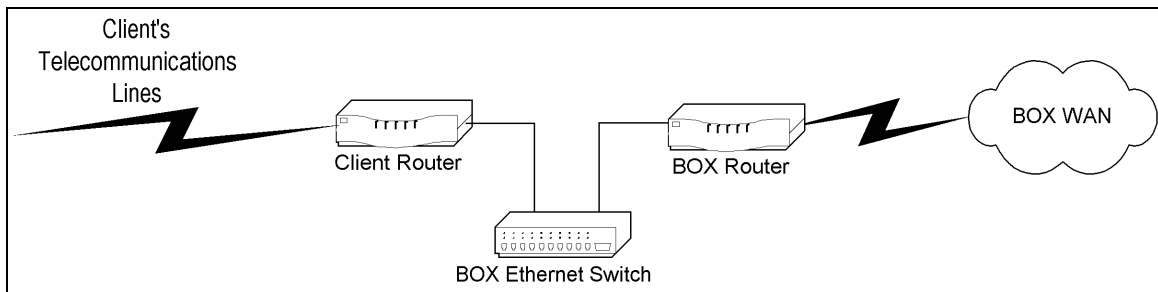 Client's
Telecommunications
Lines
Client Router
BOX Router
BOX WAN
BOX Ethernet Switch